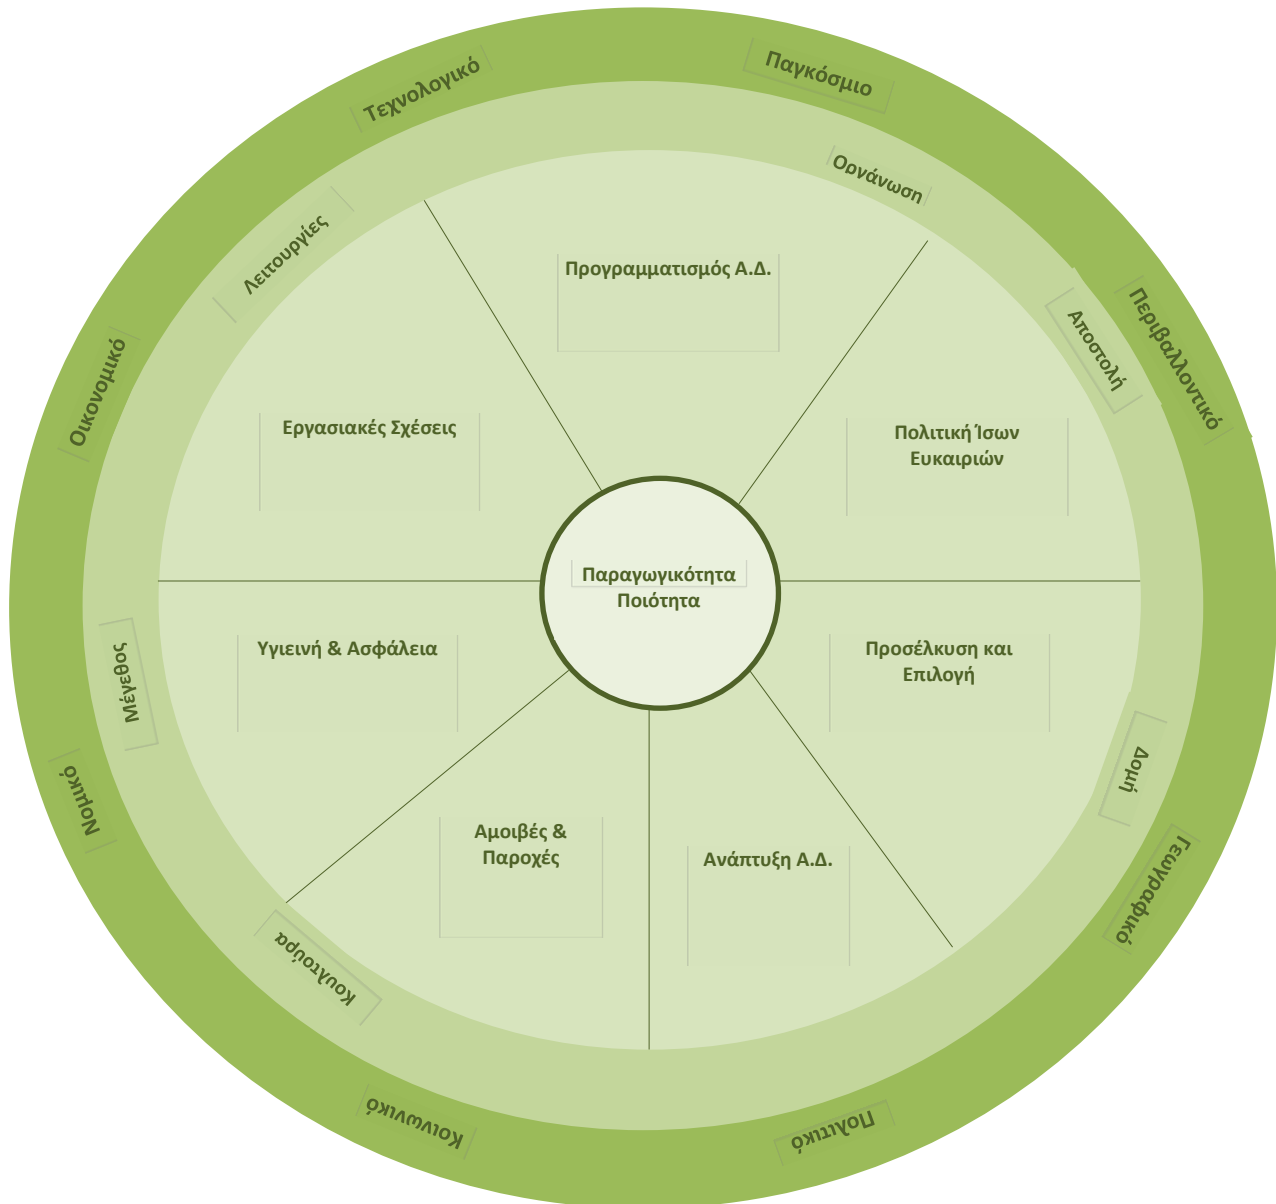 Τεχνολογικό
Παγκόσμιο
Οργάνωση
Λειτουργίες
Προγραμματισμός Α.Δ.
Περιβαλλοντικό
Αποστολή
Οικονομικό
Εργασιακές Σχέσεις
Πολιτική Ίσων
Ευκαιριών
Παραγωγικότητα
Ποιότητα
Υγιεινή & Ασφάλεια
Προσέλκυση και
Επιλογή
Μέγεθος
Δομή
Νομικό
Αμοιβές &
Παροχές
Ανάπτυξη Α.Δ.
Γεωγραφικό
Κουλτούρα
Κοινωνικό
Πολιτικό